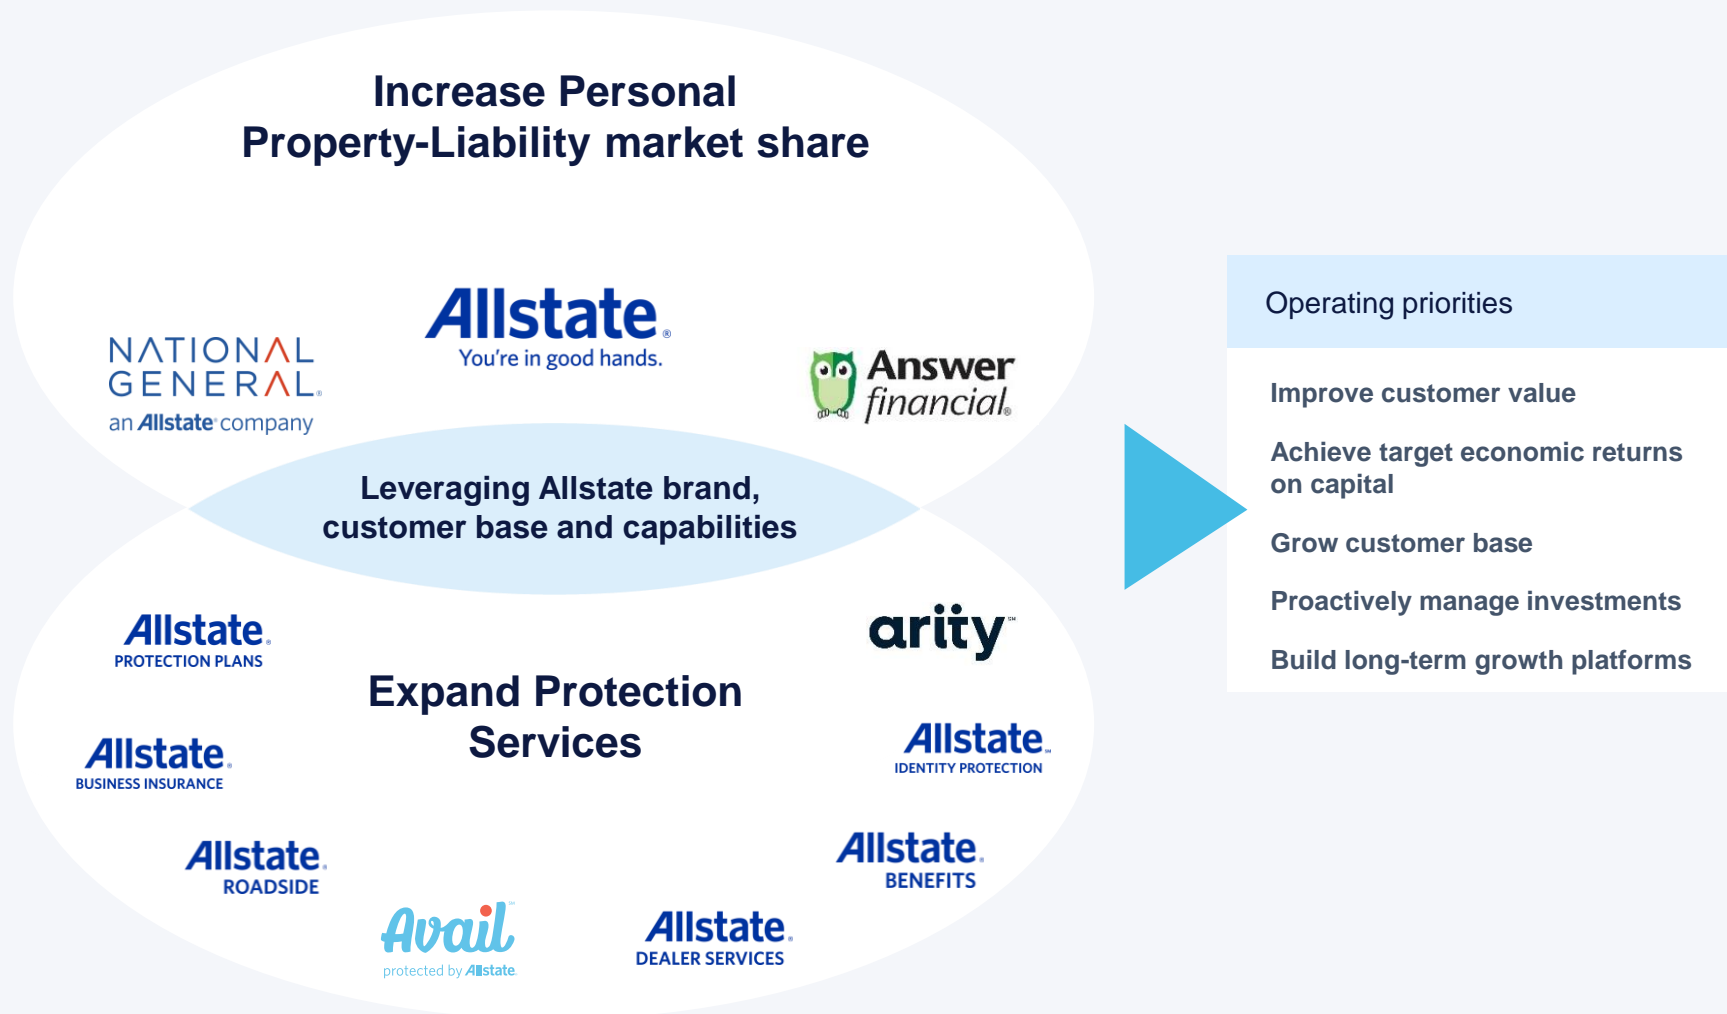 Increase Personal
Property-Liability market share
Allstate®
You're in good hands.
NATIONAL
GENERAL®
an Allstate® company
Answer
financial®
Leveraging Allstate brand,
customer base and capabilities
Allstate®
PROTECTION PLANS
arity℠
Expand Protection
Services
Allstate®
BUSINESS INSURANCE
Allstate℠
IDENTITY PROTECTION
Allstate®
ROADSIDE
Allstate®
BENEFITS
Avail™
protected by Allstate
Allstate®
DEALER SERVICES
Operating priorities
Improve customer value
Achieve target economic returns
on capital
Grow customer base
Proactively manage investments
Build long-term growth platforms